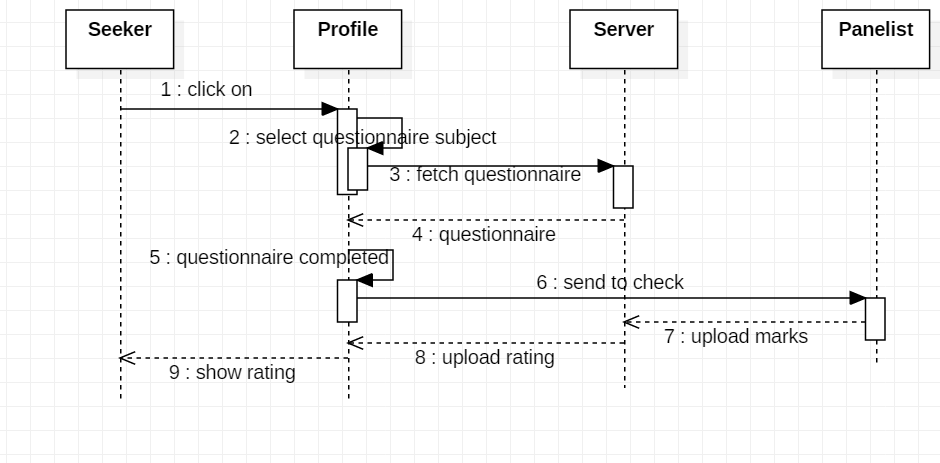 Seeker
Profile
Server
Panelist
1 : click on
2 : select questionnaire subject
3 : fetch questionnaire
4 : questionnaire
5 : questionnaire completed
6 : send to check
7 : upload marks
8 : upload rating
9 : show rating